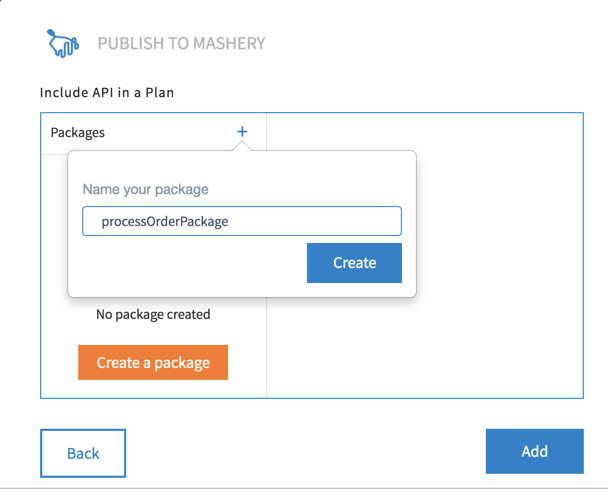 PUBLISH TO MASHERY
Include API in a Plan
Packages +
Name your package
processOrderPackage
Create
No package created
Create a package
Back
Add